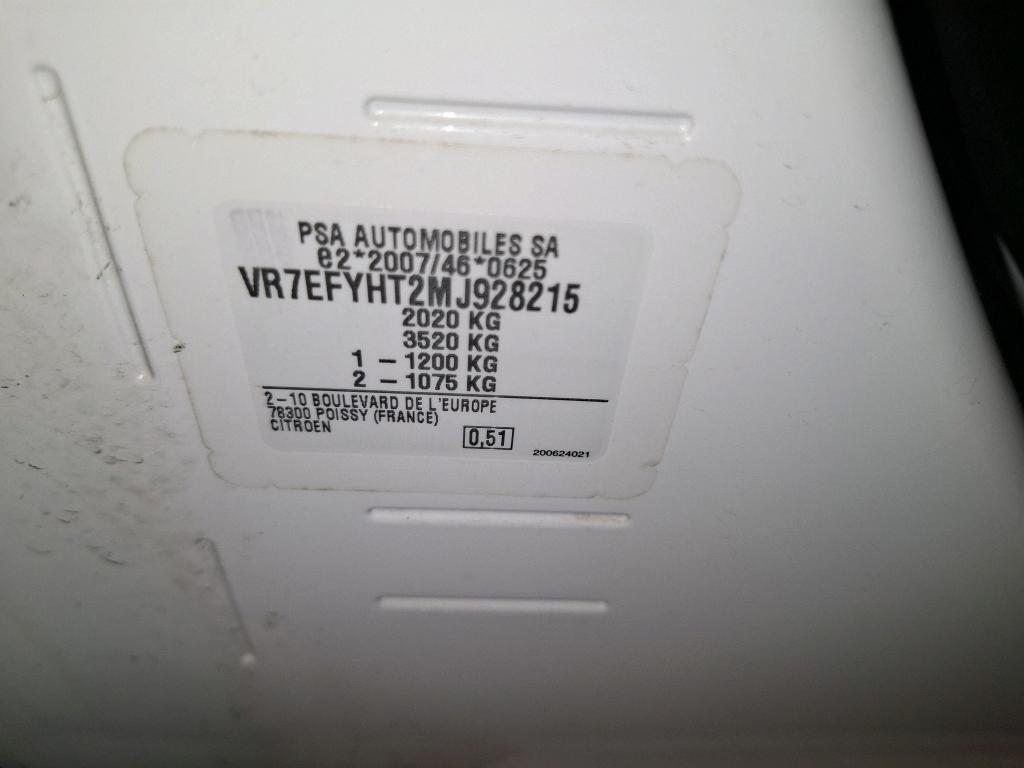 PSA AUTOMOBILES SA
e2*2007/46*0625
VR7EFYHT2MJ928215
2020 KG
3520 KG
1 - 1200 KG
2 - 1075 KG
2-10 BOULEVARD DE L'EUROPE
78300 POISSY (FRANCE)
CITROEN
0,51
200624021